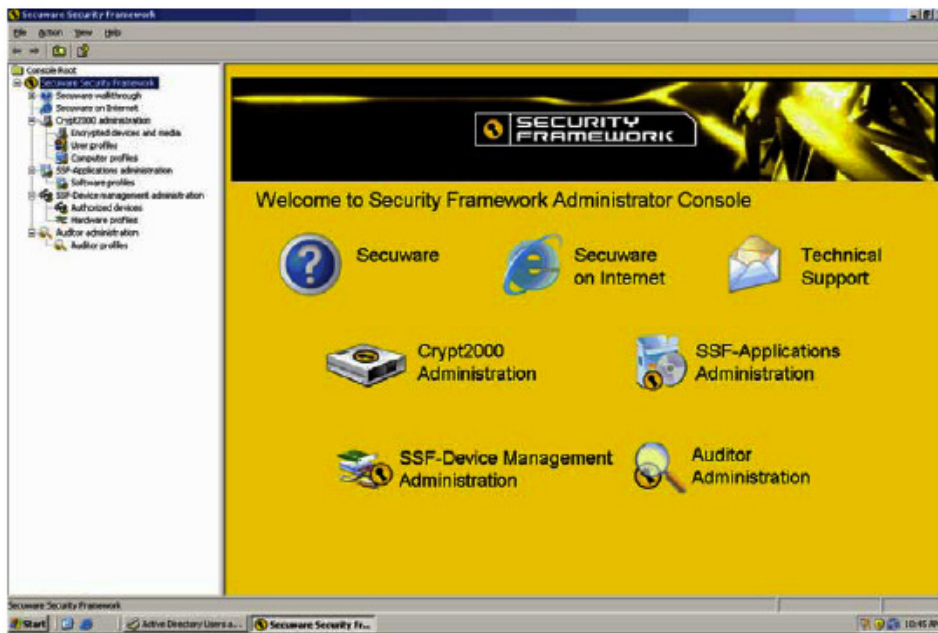 Secuware Security Framework
File Action View Help
Console Root
Secuware Security Framework
Secuware walkthrough
Secuware on Internet
Crypt2000 administration
Encrypted devices and media
User profiles
Computer profiles
SSF-Applications administration
Software profiles
SSF-Device management administration
Authorized devices
Hardware profiles
Auditor administration
Auditor profiles
SECURITY
FRAMEWORK
Welcome to Security Framework Administrator Console
Secuware
Secuware
on Internet
Technical
Support
Crypt2000
Administration
SSF-Applications
Administration
SSF-Device Management
Administration
Auditor
Administration
Secuware Security Framework
Start
Active Directory Users a...
Secuware Security Fr...
10:45 AM